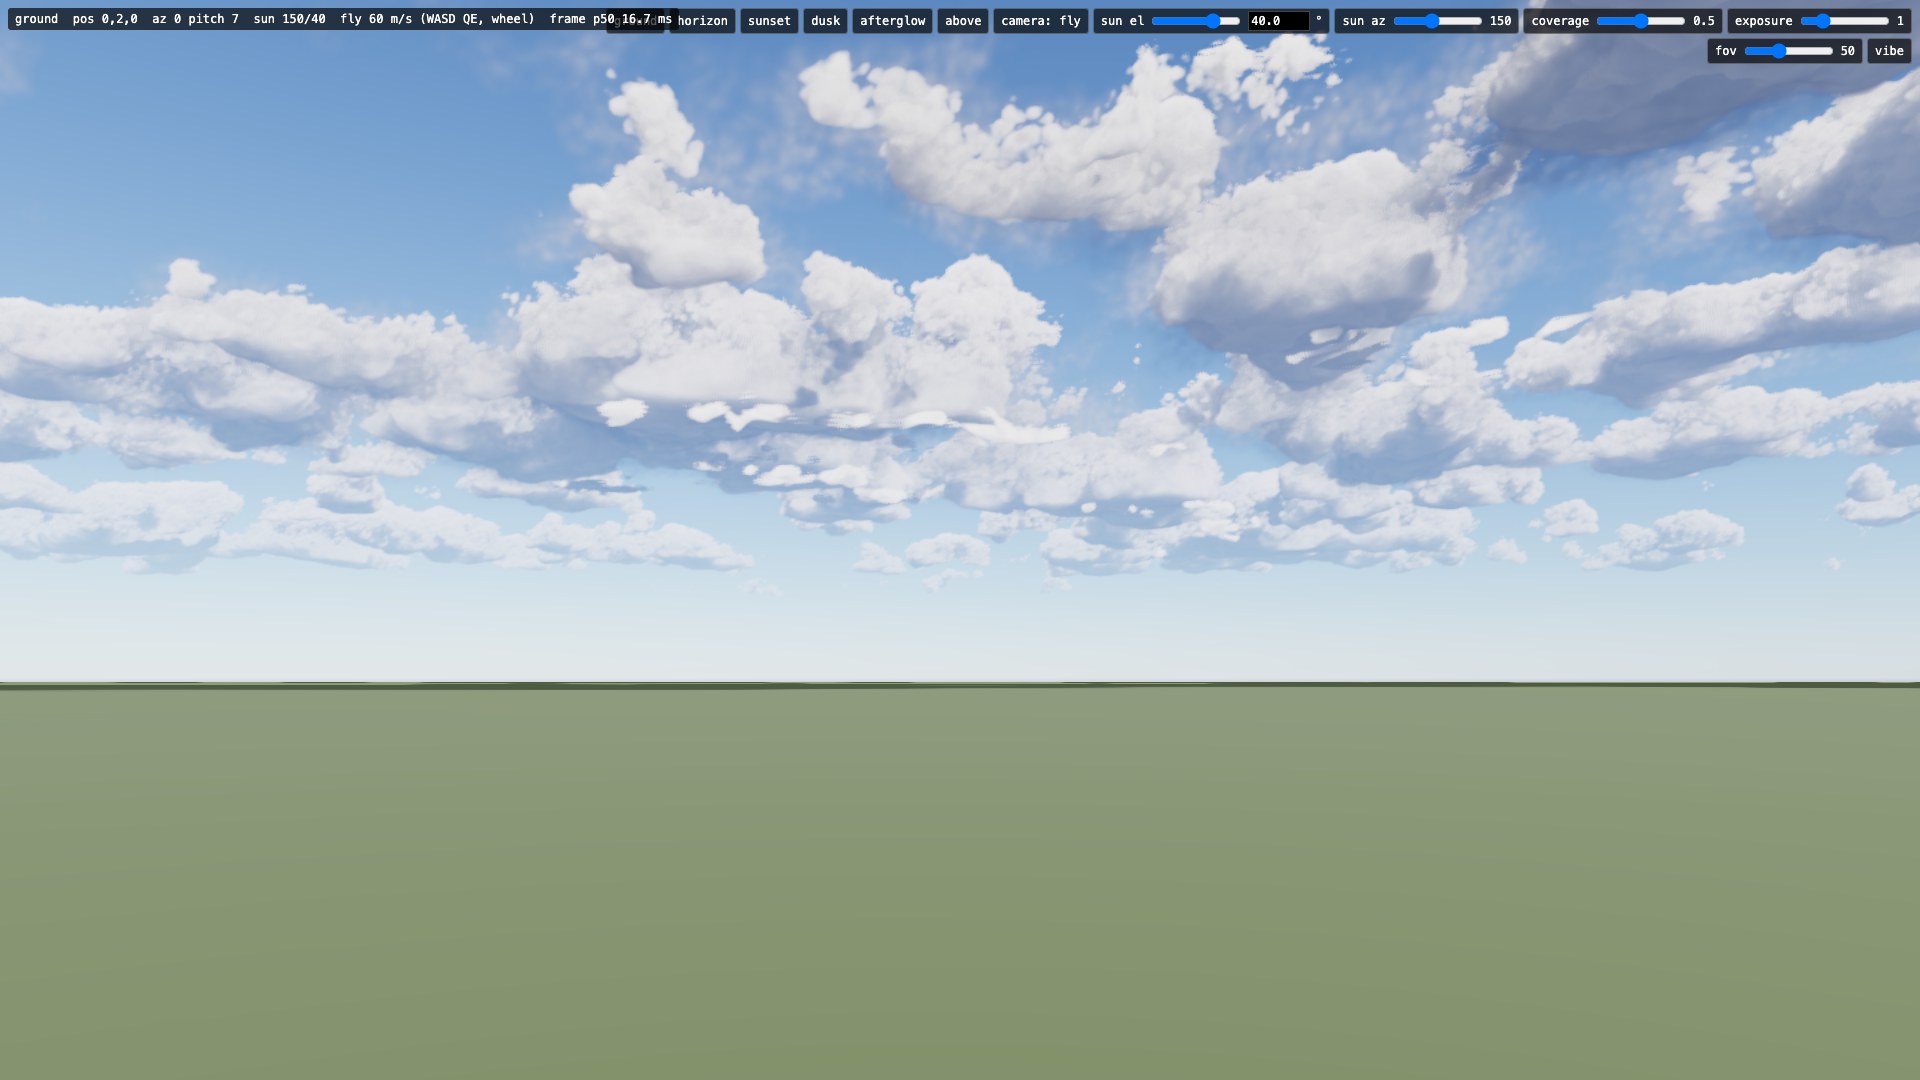 ground pos 0,2,0 az 0 pitch 7 sun 150/40 fly 60 m/s (WASD QE, wheel) frame p50 16.7 ms horizon sunset dusk afterglow above camera: fly sun el 40.0 ° sun az 150 coverage 0.5 exposure 1
fov 50 vibe